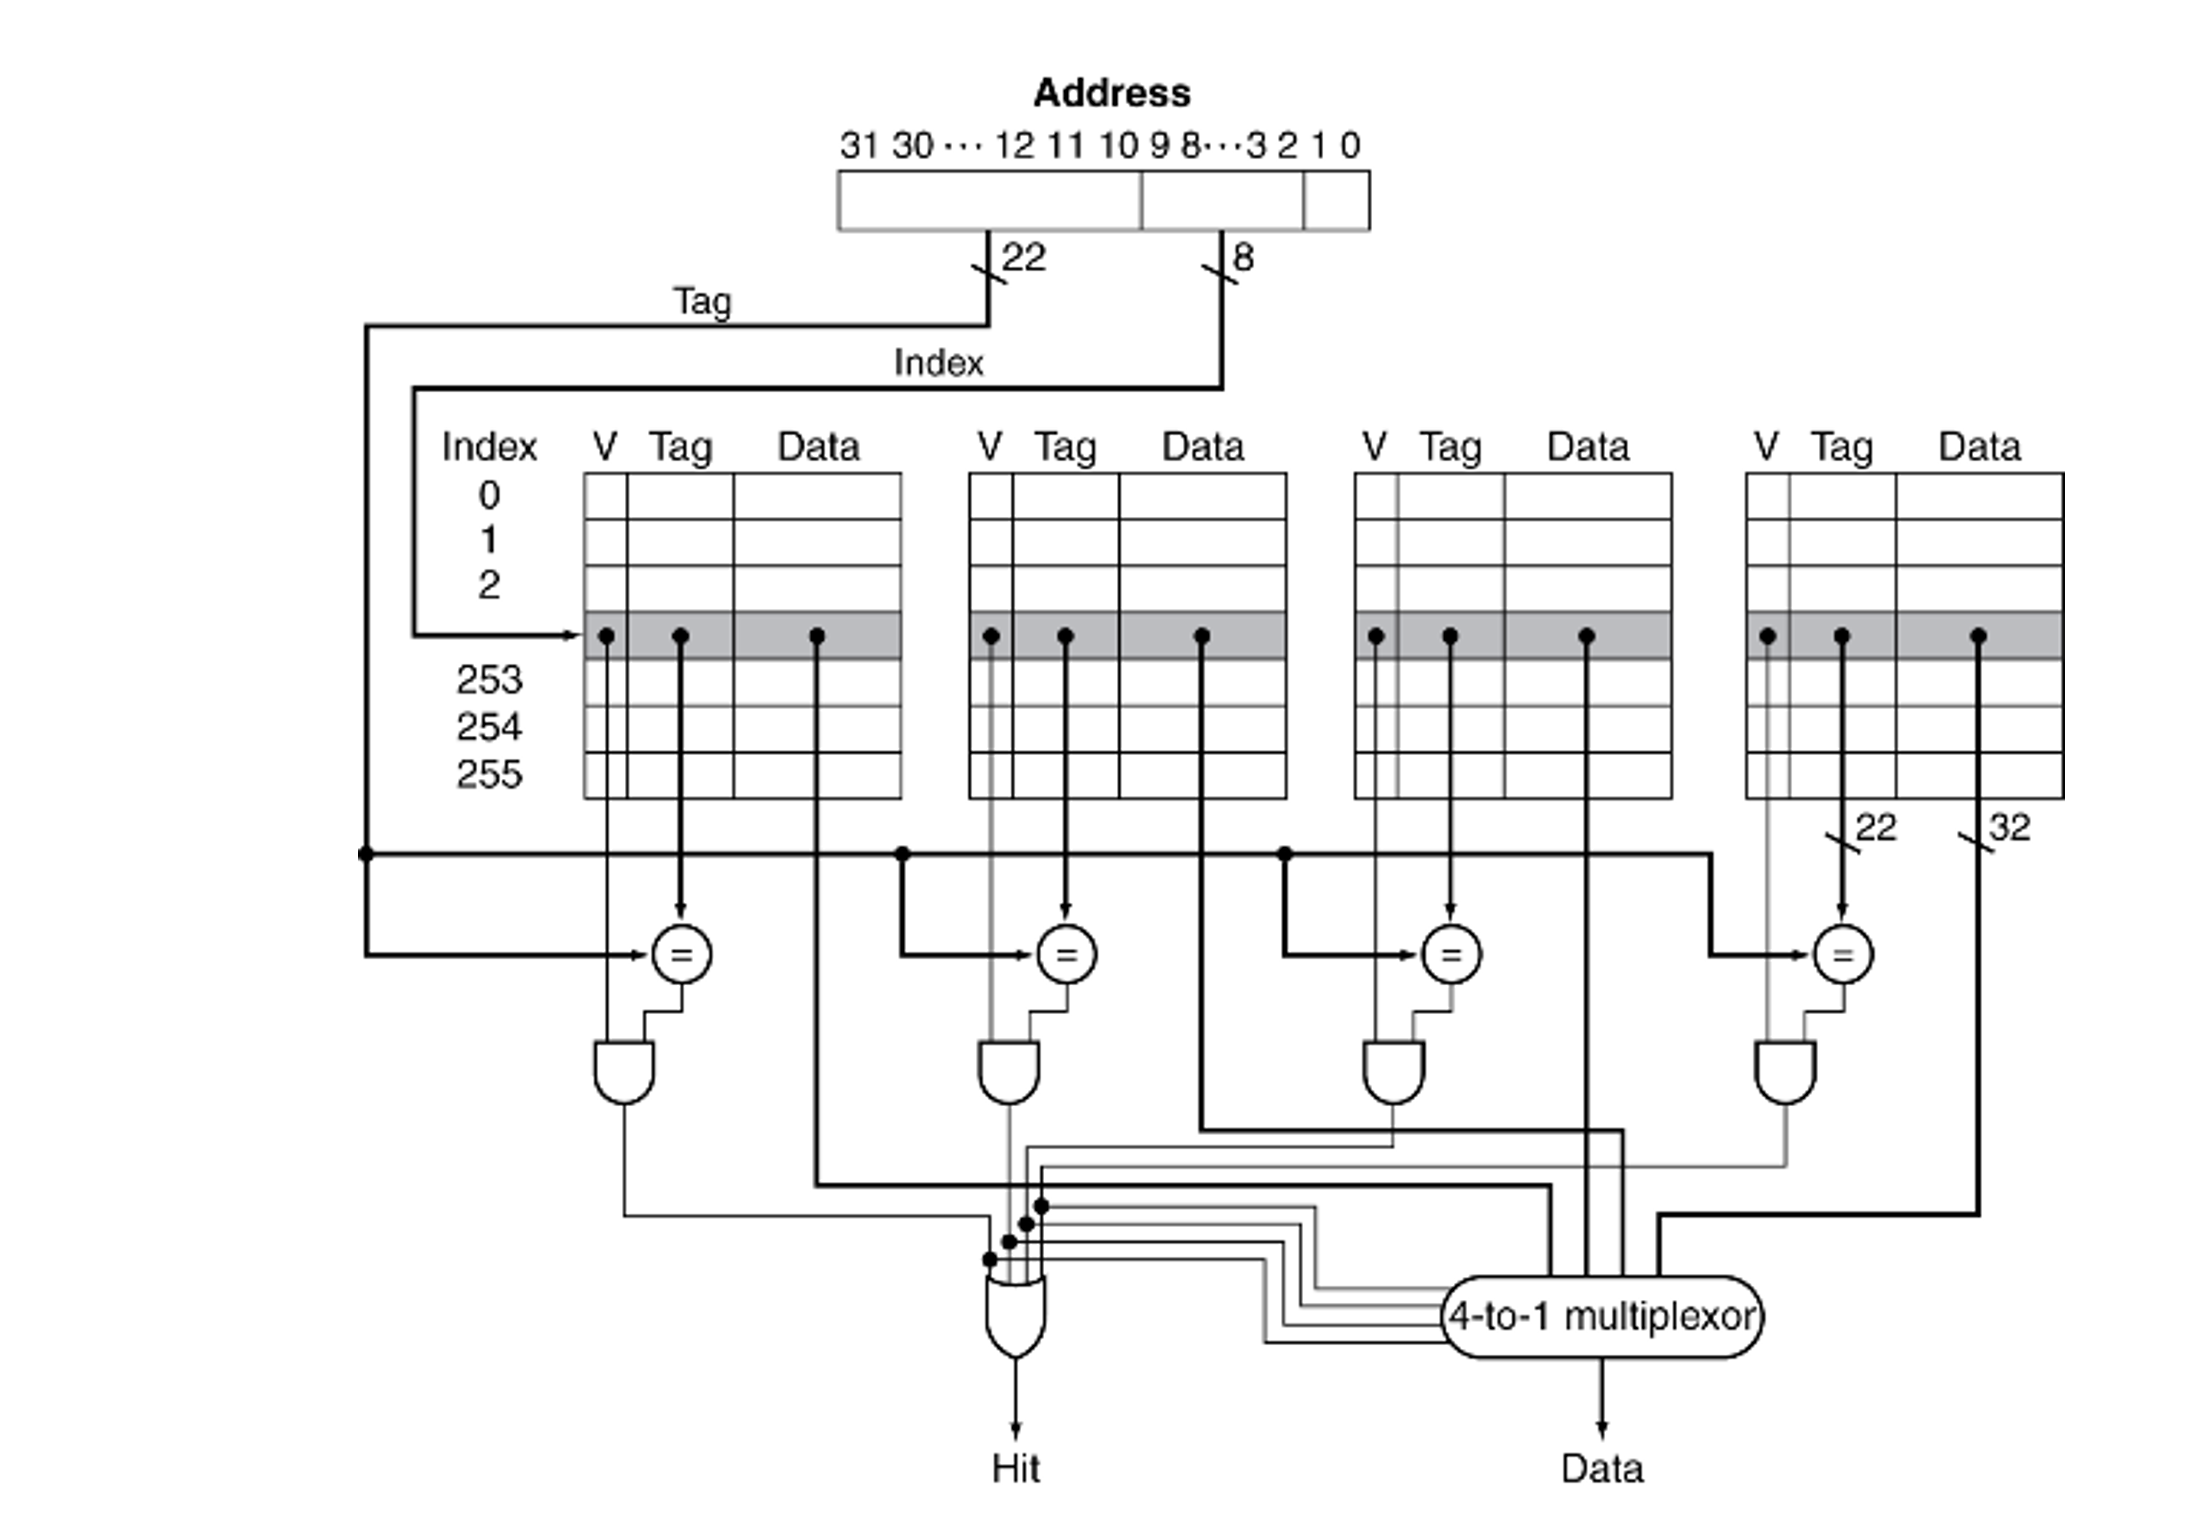 Address
31 30 ··· 12 11 10 9 8···3 2 1 0
22 8
Tag
Index
Index V Tag Data V Tag Data V Tag Data V Tag Data
0
1
2
253
254
255
22 32
= = = =
4-to-1 multiplexor
Hit Data